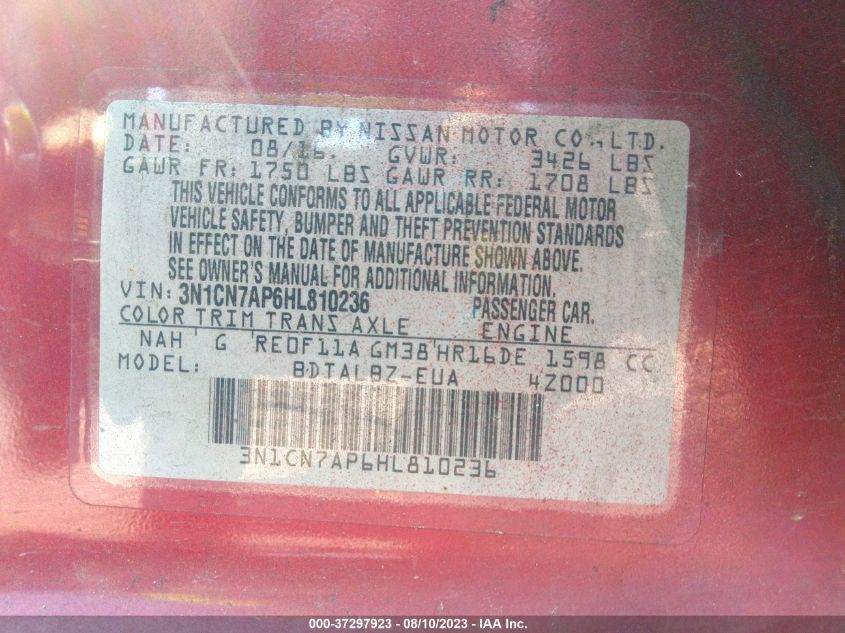 MANUFACTURED BY NISSAN MOTOR CO., LTD.
DATE: 08/16. GVWR: 3426 LBS
GAWR FR: 1750 LBS GAWR RR: 1708 LBS
THIS VEHICLE CONFORMS TO ALL APPLICABLE FEDERAL MOTOR
VEHICLE SAFETY, BUMPER AND THEFT PREVENTION STANDARDS
IN EFFECT ON THE DATE OF MANUFACTURE SHOWN ABOVE.
SEE OWNER'S MANUAL FOR ADDITIONAL INFORMATION.
VIN: 3N1CN7AP6HL810236 PASSENGER CAR.
COLOR TRIM TRANS AXLE ENGINE
NAH G RE0F11A GM38 HR16DE 1598 CC
MODEL: BDTALBZ-EUA 4Z000
3N1CN7AP6HL810236
000-37297923 - 08/10/2023 - IAA Inc.